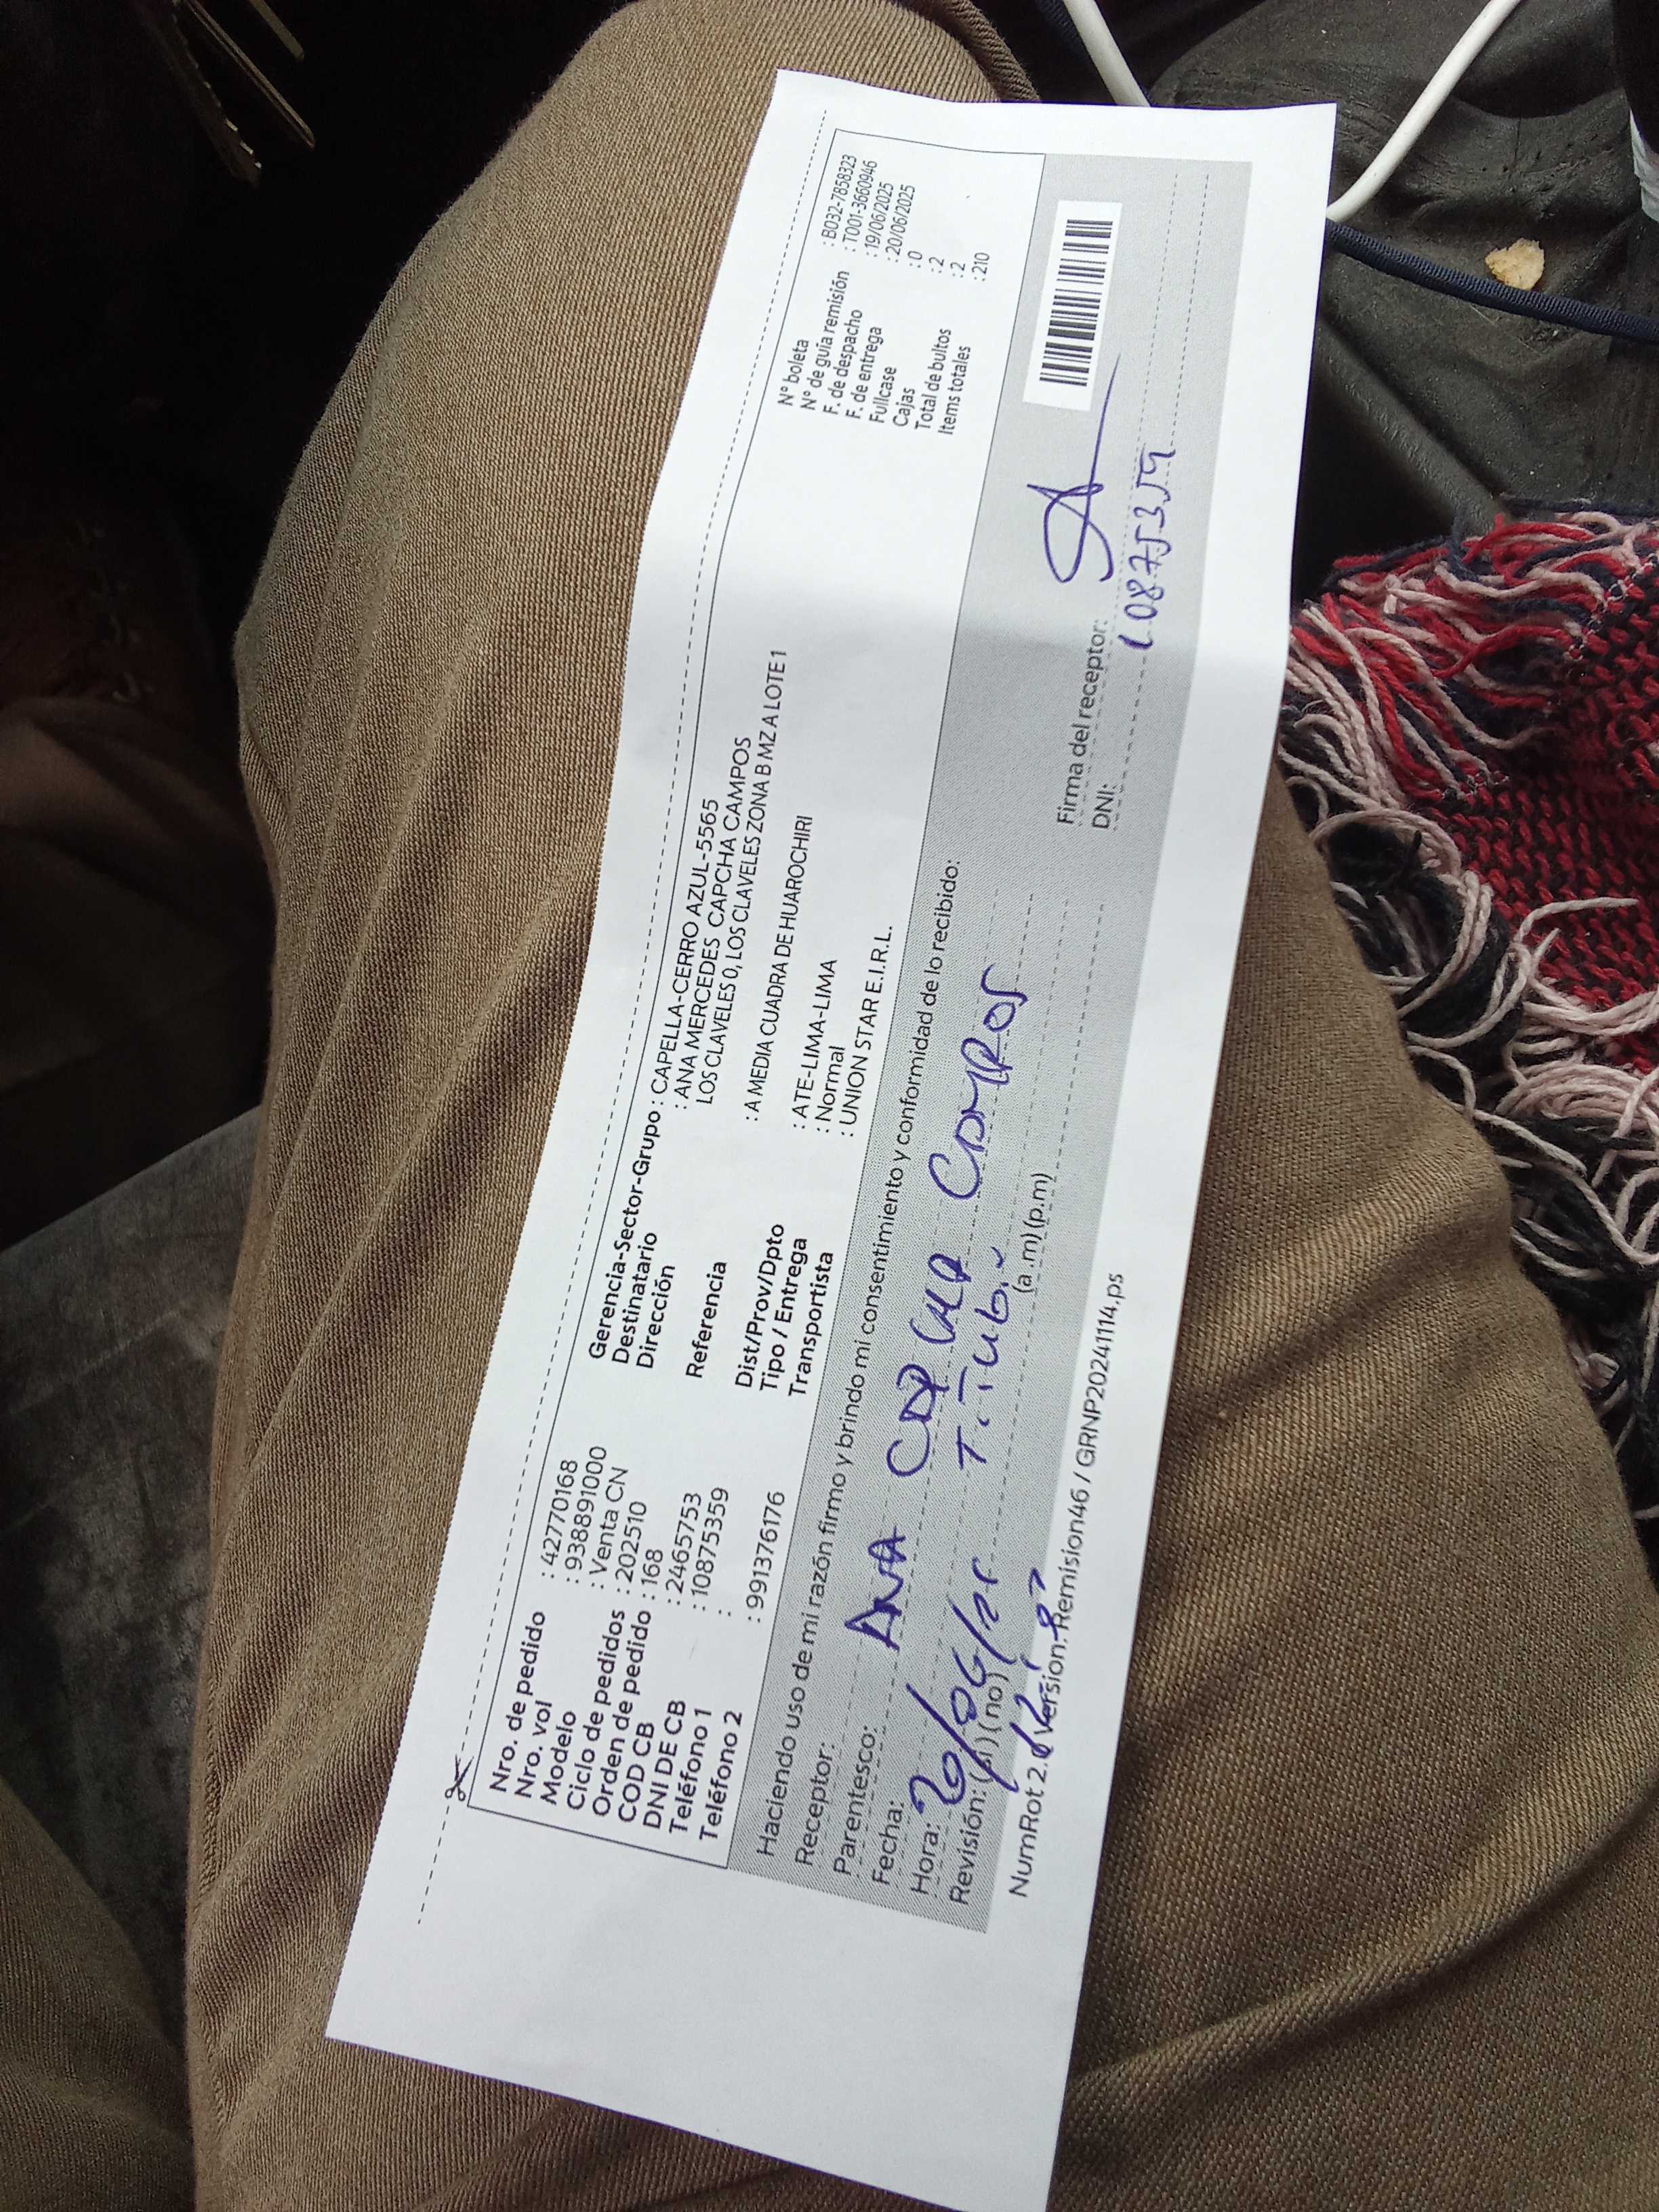 Nro. de pedido : 42770168
Nro. vol : 9388891000
Modelo : Venta CN
Ciclo de pedidos : 202510
Orden de pedido : 168
COD CB : 2465753
DNI DE CB : 10875359
Teléfono 1 :
Teléfono 2 : 991376176
Gerencia-Sector-Grupo : CAPELLA-CERRO AZUL-5565
Destinatario : ANA MERCEDES CAPCHA CAMPOS
Dirección LOS CLAVELES 0, LOS CLAVELES ZONA B MZ A LOTE 1
Referencia : A MEDIA CUADRA DE HUAROCHIRI
Dist/Prov/Dpto : ATE-LIMA-LIMA
Tipo / Entrega : Normal
Transportista : UNION STAR E.I.R.L.
Nº boleta : B032-7858323
Nº de guía remisión : T001-3660946
F. de despacho : 19/06/2025
F. de entrega : 20/06/2025
Fullcase : 0
Cajas : 2
Total de bultos : 2
Items totales : 210
Haciendo uso de mi razón firmo y brindo mi consentimiento y conformidad de lo recibido:
Receptor: ANA CAPCHA CAMPOS
Parentesco:
Fecha: 20/06/25
Hora: (a.m) (p.m)
Revisión: (si) (no)
Firma del receptor:
DNI: 10875359
NumRot 2. Version: Remision46 / GRNP20241114.ps